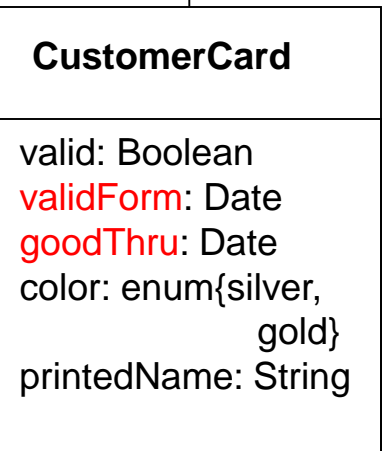 CustomerCard
valid: Boolean
validForm: Date
goodThru: Date
color: enum{silver,
gold}
printedName: String